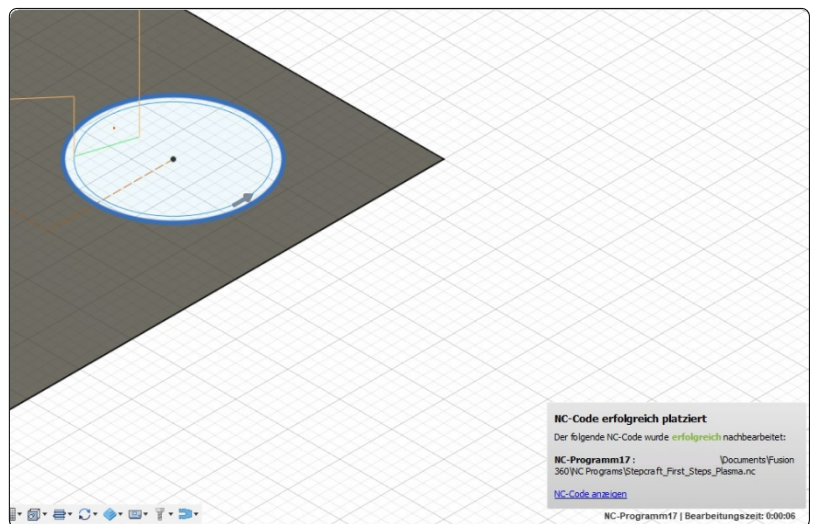 NC-Code erfolgreich platziert
Der folgende NC-Code wurde erfolgreich nachbearbeitet:
NC-Programm17 : \Documents\Fusion
360\NC Programs\Stepcraft_First_Steps_Plasma.nc
NC-Code anzeigen
NC-Programm17 | Bearbeitungszeit: 0:00:06